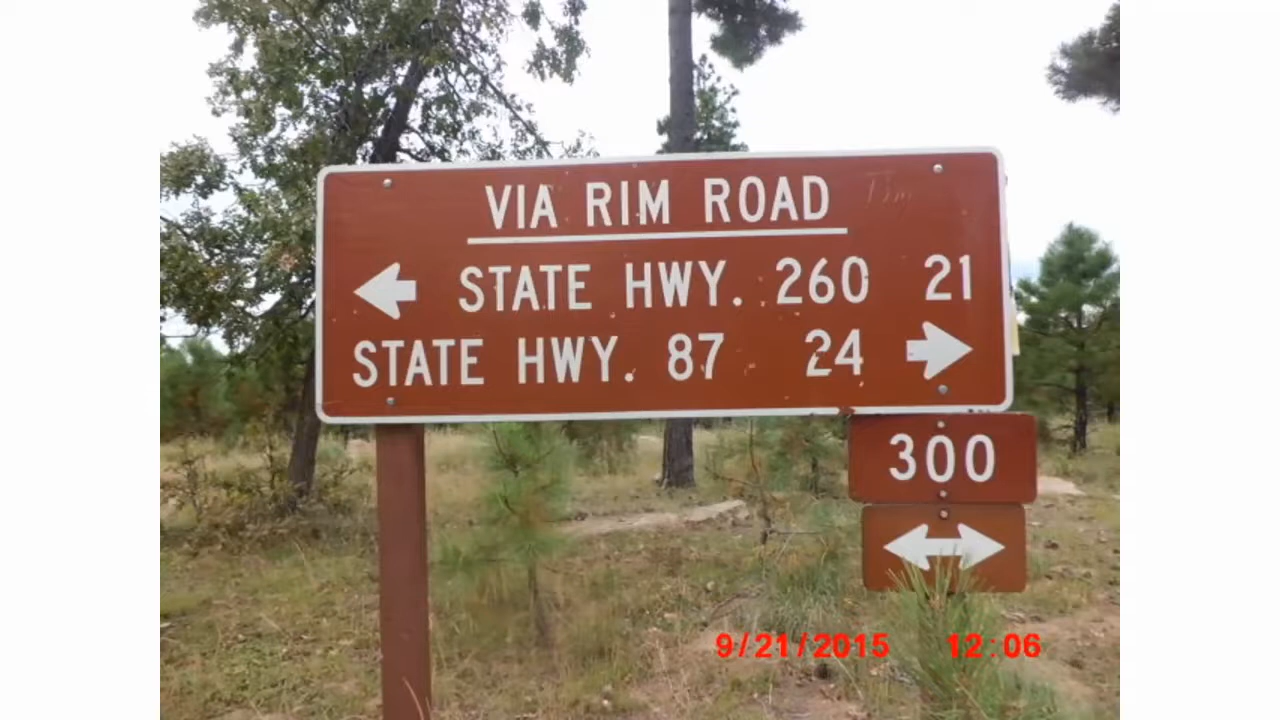 VIA RIM ROAD
STATE HWY. 260 21
STATE HWY. 87 24
300
9/21/2015 12:06